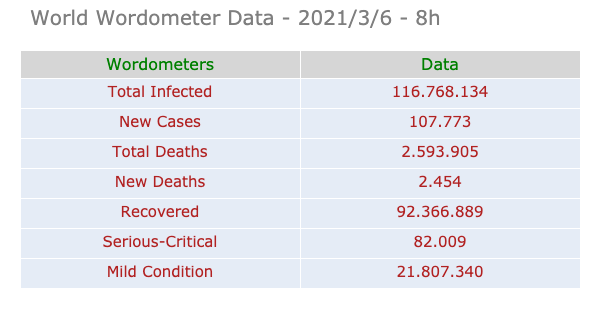 World Wordometer Data - 2021/3/6 - 8h
Wordometers Data
Total Infected 116.768.134
New Cases 107.773
Total Deaths 2.593.905
New Deaths 2.454
Recovered 92.366.889
Serious-Critical 82.009
Mild Condition 21.807.340